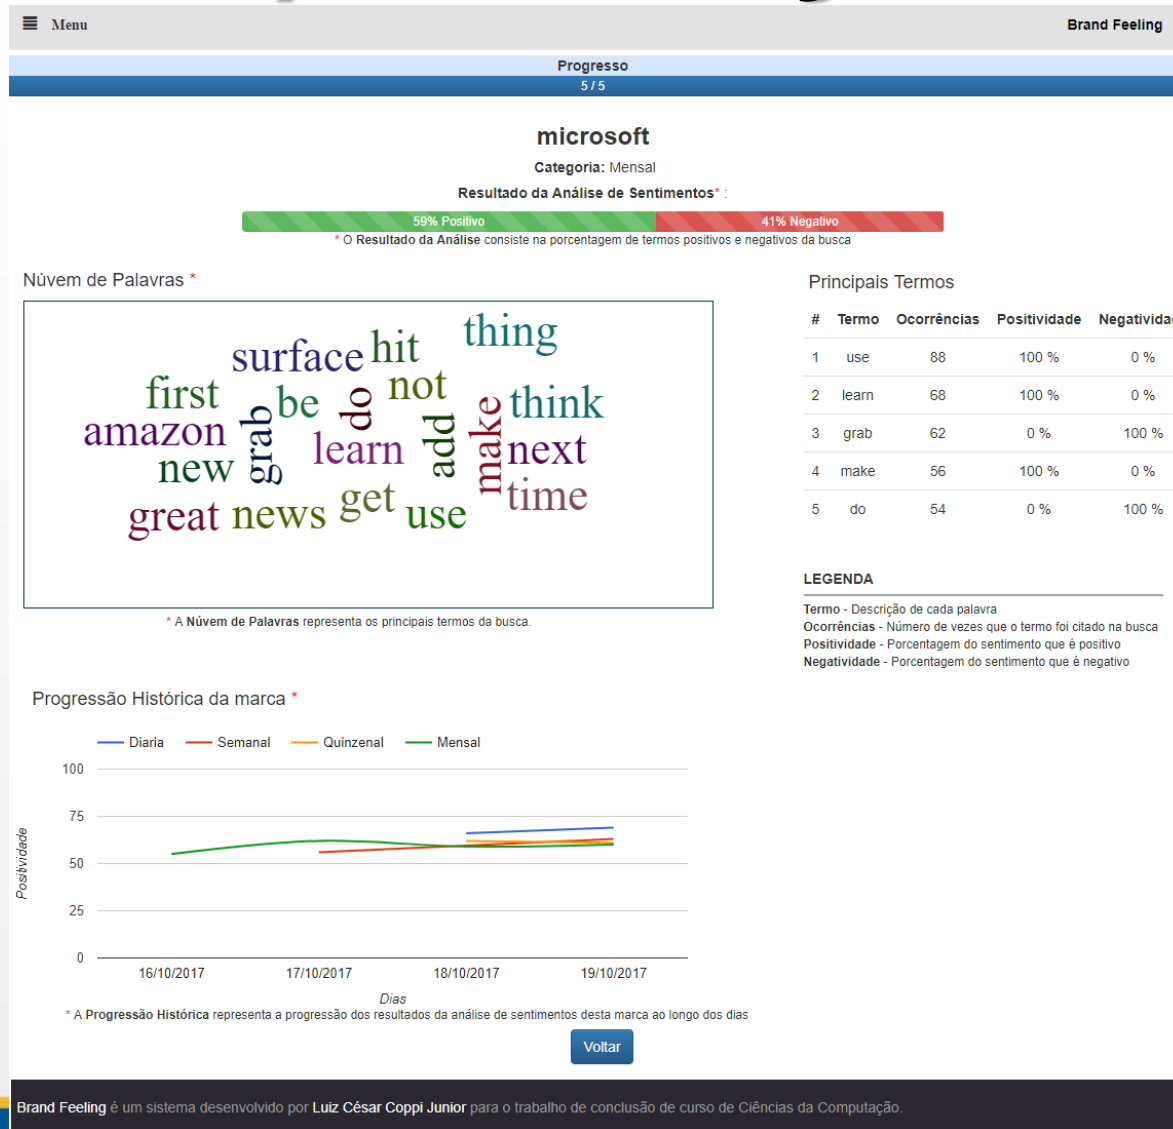 Menu
Brand Feeling
Progresso
5 / 5
microsoft
Categoria: Mensal
Resultado da Análise de Sentimentos* :
59% Positivo 41% Negativo
* O Resultado da Análise consiste na porcentagem de termos positivos e negativos da busca
Núvem de Palavras *
thing
surface hit
first be do not think
amazon grab learn add make next
new
great news get use time
* A Núvem de Palavras representa os principais termos da busca.
Principais Termos
# Termo Ocorrências Positividade Negatividad
1 use 88 100 % 0 %
2 learn 68 100 % 0 %
3 grab 62 0 % 100 %
4 make 56 100 % 0 %
5 do 54 0 % 100 %
LEGENDA
Termo - Descrição de cada palavra
Ocorrências - Número de vezes que o termo foi citado na busca
Positividade - Porcentagem do sentimento que é positivo
Negatividade - Porcentagem do sentimento que é negativo
Progressão Histórica da marca *
Diaria Semanal Quinzenal Mensal
100
75
50
25
0
Positividade
16/10/2017 17/10/2017 18/10/2017 19/10/2017
Dias
* A Progressão Histórica representa a progressão dos resultados da análise de sentimentos desta marca ao longo dos dias
Voltar
Brand Feeling é um sistema desenvolvido por Luiz César Coppi Junior para o trabalho de conclusão de curso de Ciências da Computação.